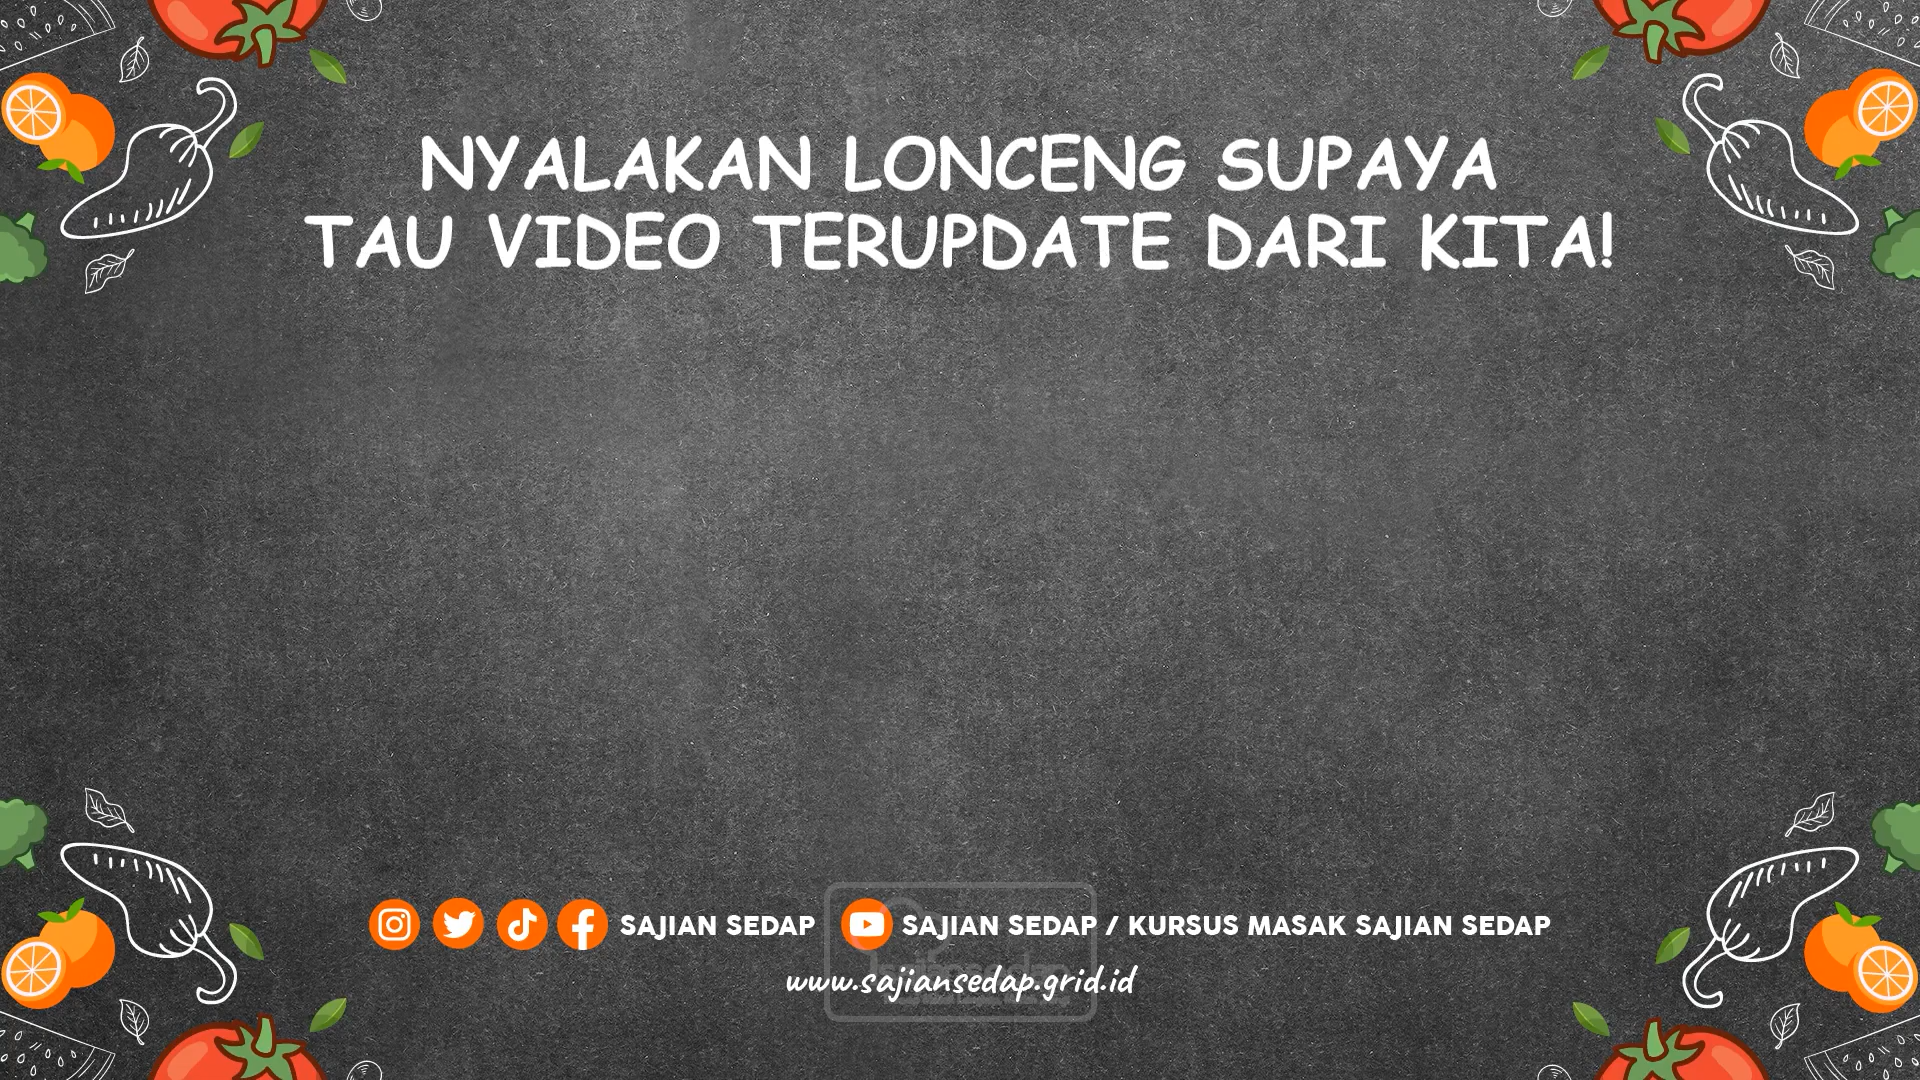 NYALAKAN LONCENG SUPAYA
TAU VIDEO TERUPDATE DARI KITA!
SAJIAN SEDAP SAJIAN SEDAP / KURSUS MASAK SAJIAN SEDAP
www.sajiansedap.grid.id